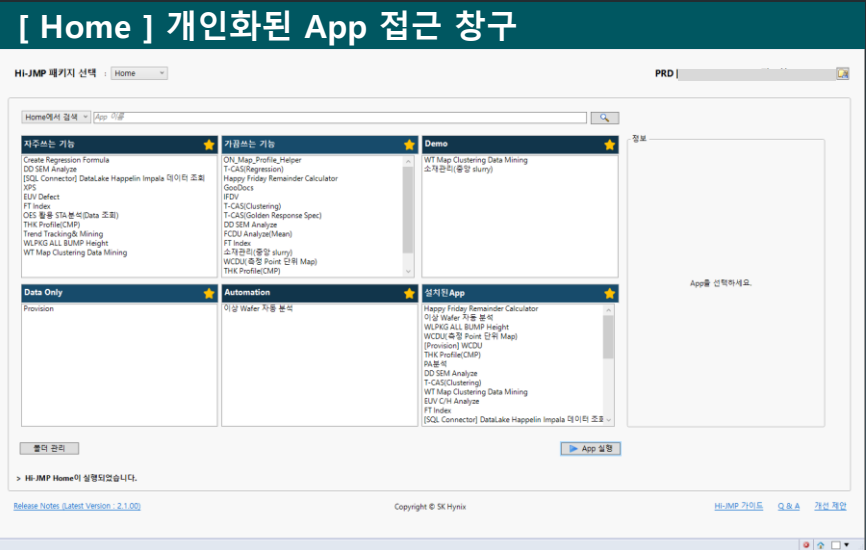 [ Home ] 개인화된 App 접근 창구
Hi-JMP 패키지 선택 : Home
PRD
Home에서 검색 App 이름
자주쓰는 기능
Create Regression Formula
DD SEM Analyze
[SQL Connector] DataLake Happelin Impala 데이터 조회
XPS
EUV Defect
FT Index
OES 활용 STA분석(Data 조회)
THK Profile(CMP)
Trend Tracking& Mining
WLPKG ALL BUMP Height
WT Map Clustering Data Mining
가끔쓰는 기능
ON_Map_Profile_Helper
T-CAS(Regression)
Happy Friday Remainder Calculator
GooDocs
IFDV
T-CAS(Clustering)
T-CAS(Golden Response Spec)
DD SEM Analyze
FCDU Analyze(Mean)
FT Index
소재관리(중앙 slurry)
WCDU(측정 Point 단위 Map)
THK Profile(CMP)
Demo
WT Map Clustering Data Mining
소재관리(중앙 slurry)
정보
App을 선택하세요.
Data Only
Provision
Automation
이상 Wafer 자동 분석
설치된App
Happy Friday Remainder Calculator
이상 Wafer 자동 분석
WLPKG ALL BUMP Height
WCDU(측정 Point 단위 Map)
[Provision] WCDU
THK Profile(CMP)
PA분석
DD SEM Analyze
T-CAS(Clustering)
WT Map Clustering Data Mining
EUV C/H Analyze
FT Index
[SQL Connector] DataLake Happelin Impala 데이터 조회
폴더 관리
App 실행
> Hi-JMP Home이 실행되었습니다.
Release Notes (Latest Version : 2.1.00)
Copyright © SK Hynix
Hi-JMP 가이드 Q & A 개선 제안